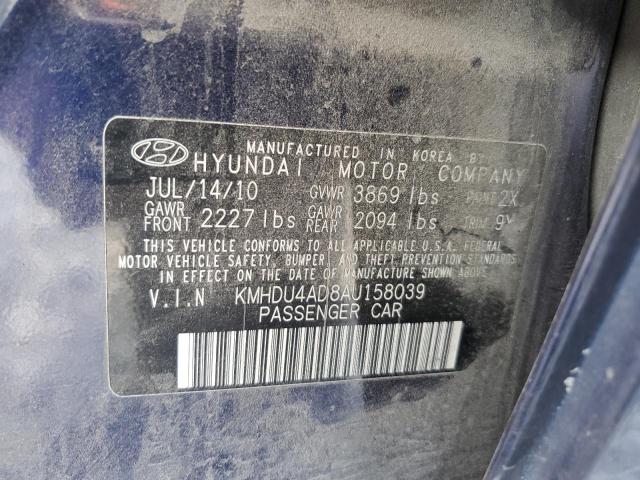 MANUFACTURED IN KOREA BY
HYUNDAI MOTOR COMPANY
JUL/14/10 GVWR 3869 lbs PAINT 2X
GAWR FRONT 2227 lbs GAWR REAR 2094 lbs TRIM 9Y
THIS VEHICLE CONFORMS TO ALL APPLICABLE U.S.A. FEDERAL
MOTOR VEHICLE SAFETY, BUMPER, AND THEFT PREVENTION STANDARDS
IN EFFECT ON THE DATE OF MANUFACTURE SHOWN ABOVE.
V.I.N KMHDU4AD8AU158039
PASSENGER CAR